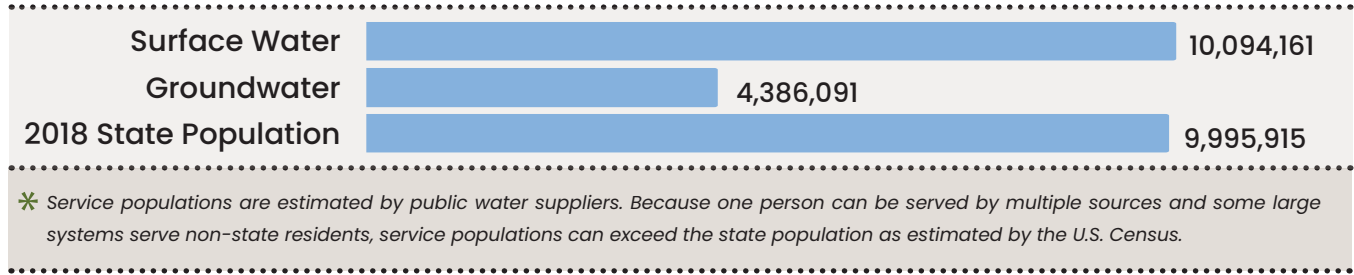 Surface Water 10,094,161
Groundwater 4,386,091
2018 State Population 9,995,915
* Service populations are estimated by public water suppliers. Because one person can be served by multiple sources and some large
systems serve non-state residents, service populations can exceed the state population as estimated by the U.S. Census.